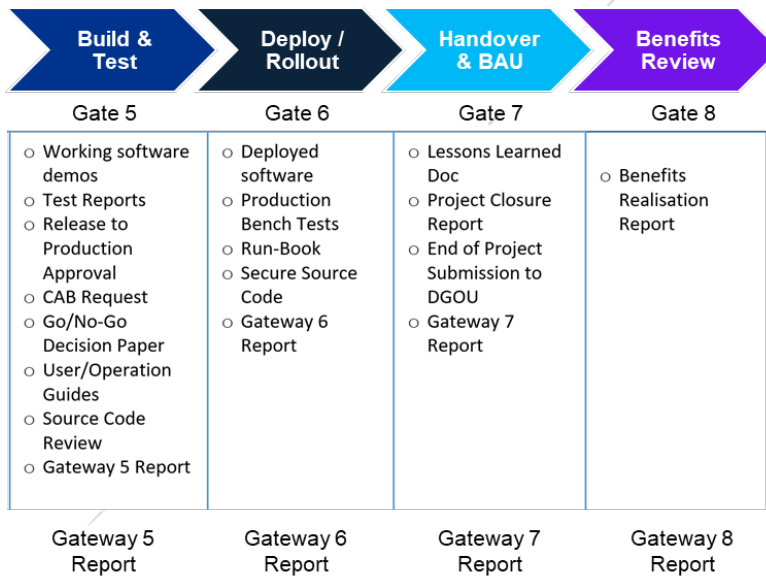 Build &
Test
Deploy /
Rollout
Handover
& BAU
Benefits
Review
Gate 5
Gate 6
Gate 7
Gate 8
o Working software
demos
o Test Reports
o Release to
Production
Approval
o CAB Request
o Go/No-Go
Decision Paper
o User/Operation
Guides
o Source Code
Review
o Gateway 5 Report
o Deployed
software
o Production
Bench Tests
o Run-Book
o Secure Source
Code
o Gateway 6
Report
o Lessons Learned
Doc
o Project Closure
Report
o End of Project
Submission to
DGOU
o Gateway 7
Report
o Benefits
Realisation
Report
Gateway 5
Report
Gateway 6
Report
Gateway 7
Report
Gateway 8
Report